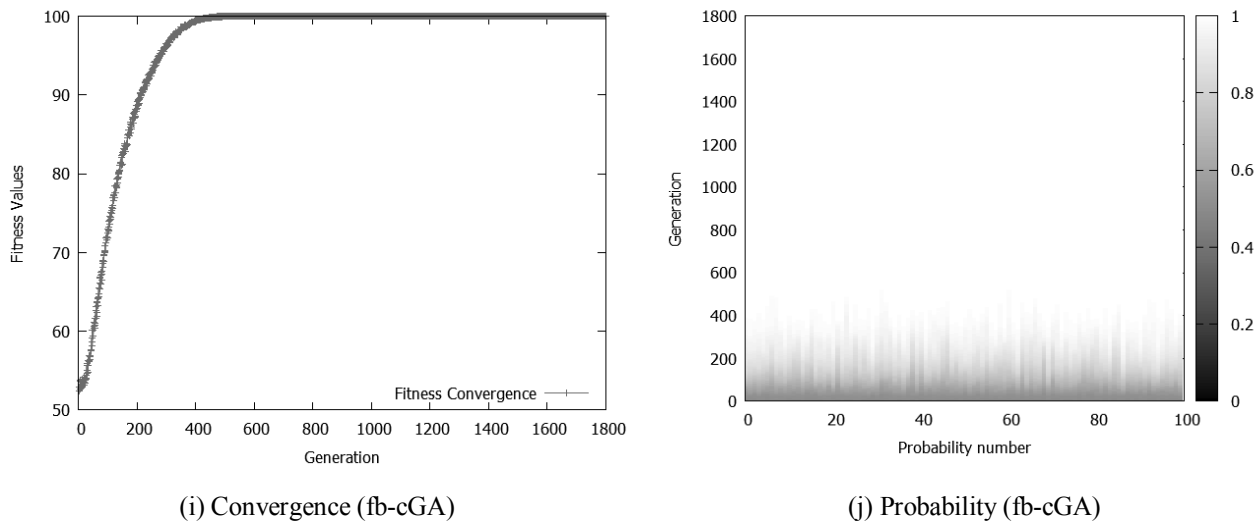 100
90
80
70
60
50
Fitness Values
Fitness Convergence
0 200 400 600 800 1000 1200 1400 1600 1800
Generation
(i) Convergence (fb-cGA)
1800
1600
1400
1200
1000
800
600
400
200
0
Generation
0 20 40 60 80 100
Probability number
1
0.8
0.6
0.4
0.2
0
(j) Probability (fb-cGA)